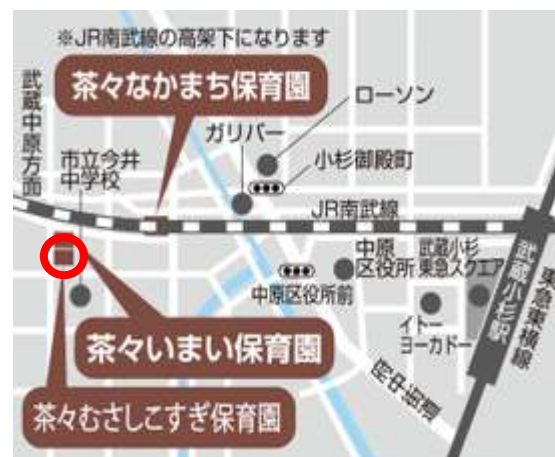 ※JR南武線の高架下になります
武蔵中原方面
茶々なかまち保育園
ローソン
ガリバー
市立今井
中学校
小杉御殿町
JR南武線
中原
区役所
武蔵小杉
東急スクエア
中原区役所前
武蔵小杉駅
東急東横線
イトー
ヨーカドー
茶々いまい保育園
府中街道
茶々むさしこすぎ保育園